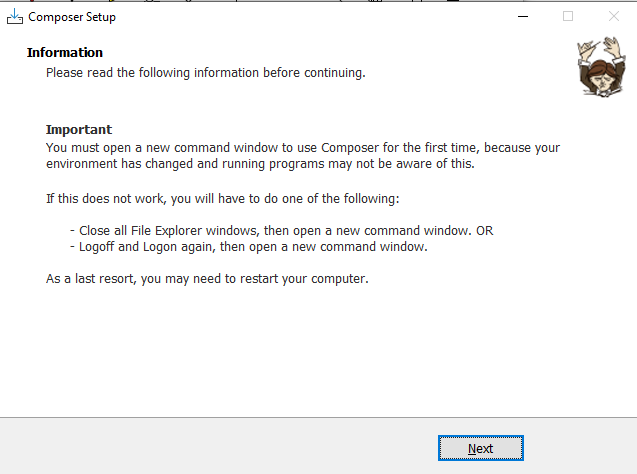 Composer Setup
Information
Please read the following information before continuing.
Important
You must open a new command window to use Composer for the first time, because your
environment has changed and running programs may not be aware of this.
If this does not work, you will have to do one of the following:
- Close all File Explorer windows, then open a new command window. OR
- Logoff and Logon again, then open a new command window.
As a last resort, you may need to restart your computer.
Next